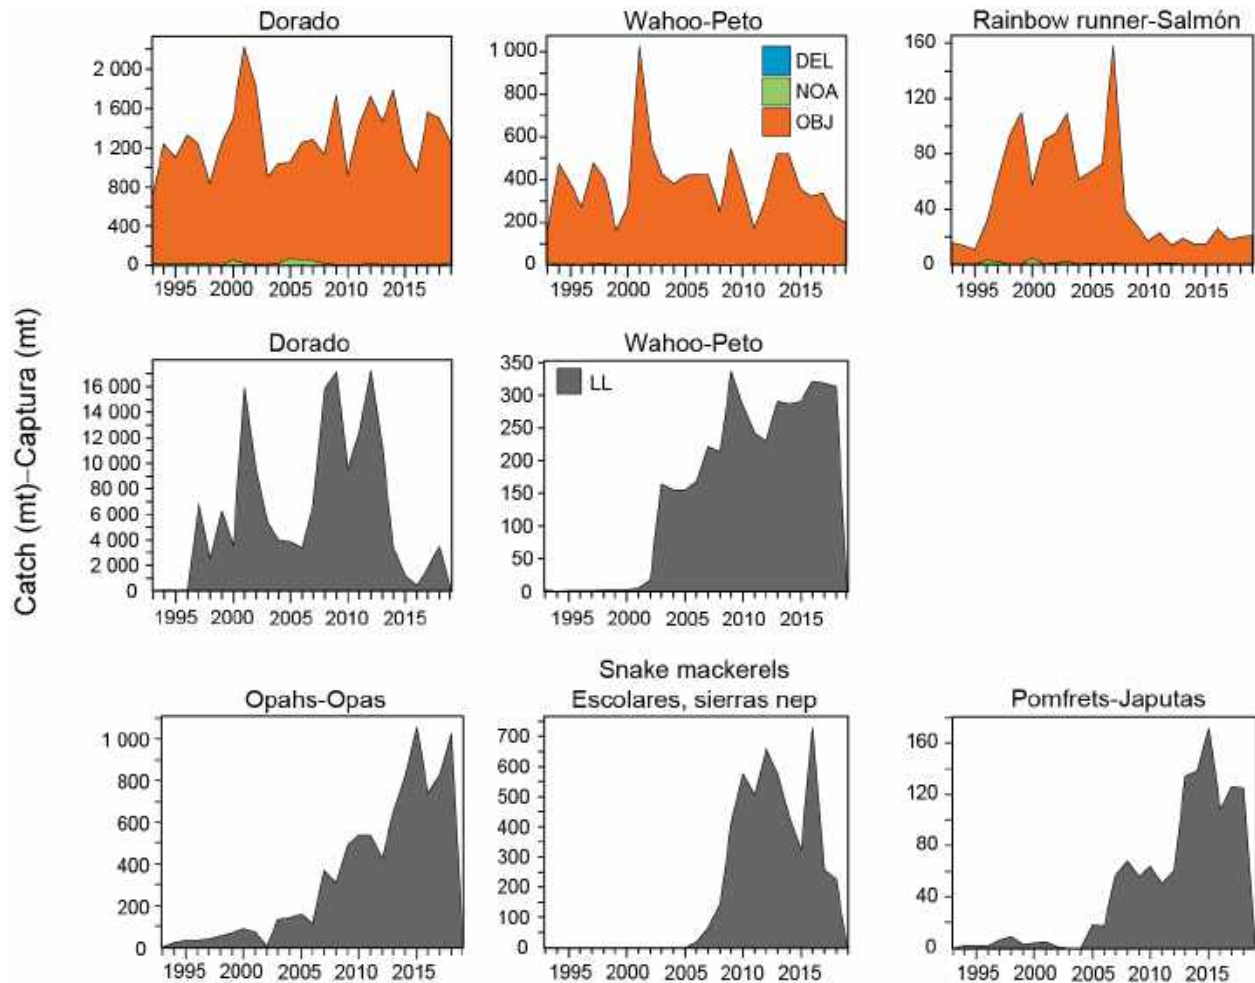 Catch (mt)–Captura (mt)
Dorado
2 000
1 600
1 200
800
400
0
1995 2000 2005 2010 2015
Wahoo-Peto
1 000
800
600
400
200
0
DEL
NOA
OBJ
1995 2000 2005 2010 2015
Rainbow runner-Salmón
160
120
80
40
0
1995 2000 2005 2010 2015
Dorado
16 000
14 000
12 000
10 000
80 00
6 000
4 000
2 000
0
1995 2000 2005 2010 2015
Wahoo-Peto
350
300
250
200
150
100
50
0
LL
1995 2000 2005 2010 2015
Opahs-Opas
1 000
800
600
400
200
0
1995 2000 2005 2010 2015
Snake mackerels
Escolares, sierras nep
700
600
500
400
300
200
100
0
1995 2000 2005 2010 2015
Pomfrets-Japutas
160
120
80
40
0
1995 2000 2005 2010 2015